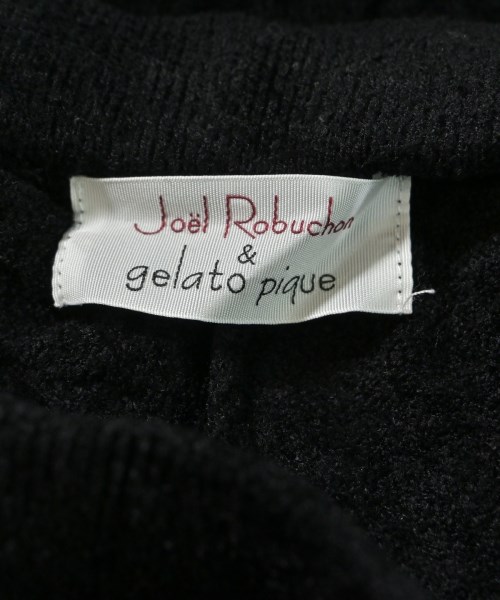 Joël Robuchon
&
gelato pique